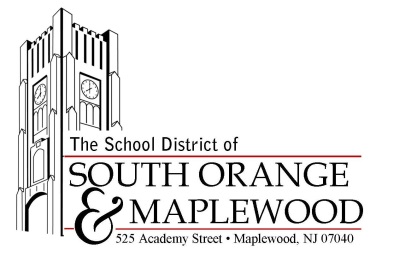 The School District of
SOUTH ORANGE
& MAPLEWOOD
525 Academy Street • Maplewood, NJ 07040